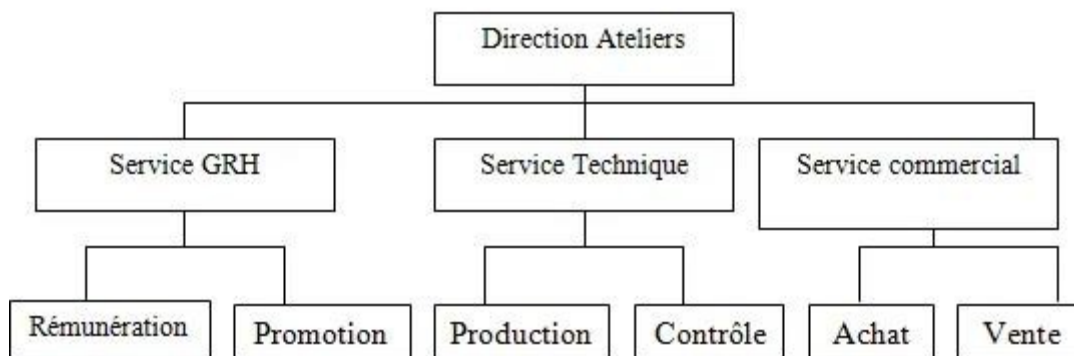 Direction Ateliers
Service GRH
Service Technique
Service commercial
Rémunération
Promotion
Production
Contrôle
Achat
Vente